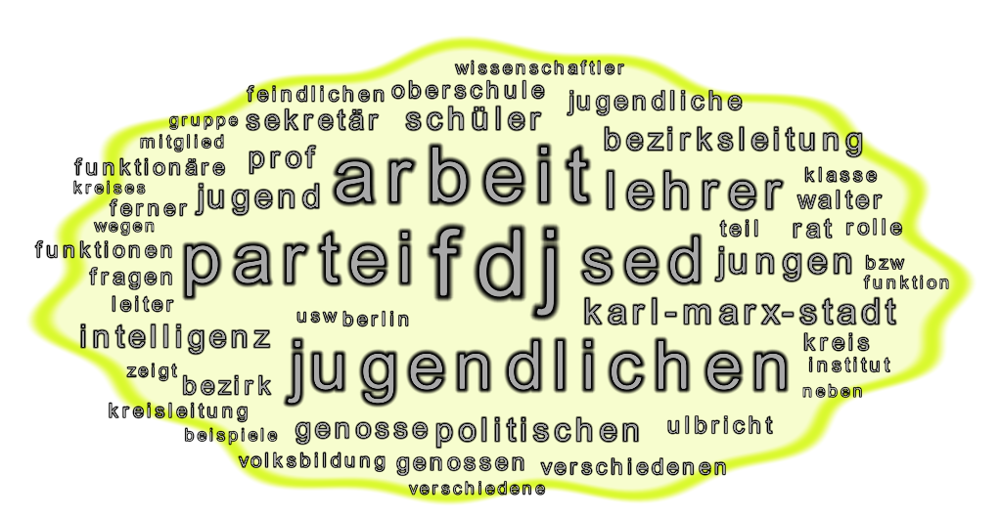 wissenschaftler
feindlichen oberschule jugendliche
gruppe sekretär schüler
mitglied prof bezirksleitung
funktionäre arbeit lehrer klasse
kreises jugend walter
ferner
wegen teil rat rolle
funktionen partei fdj sed jungen bzw
fragen funktion
leiter usw berlin karl-marx-stadt
intelligenz kreis
zeigt jugendlichen institut
bezirk neben
kreisleitung
beispiele genosse politischen ulbricht
volksbildung genossen verschiedenen
verschiedene